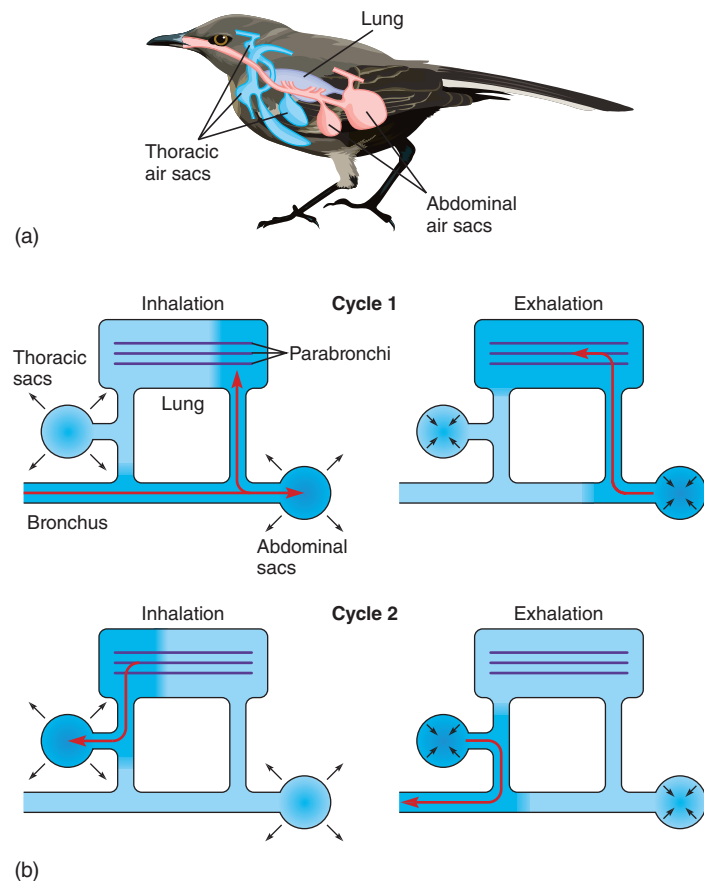 Lung
Thoracic
air sacs
Abdominal
air sacs
(a)
Inhalation
Cycle 1
Exhalation
Thoracic
sacs
Parabronchi
Lung
Bronchus
Abdominal
sacs
Inhalation
Cycle 2
Exhalation
(b)